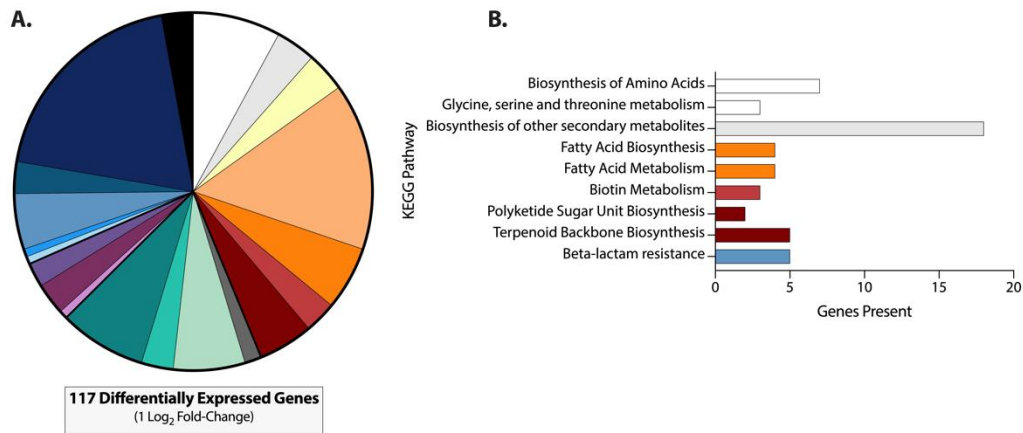 A.
117 Differentially Expressed Genes
(1 Log₂ Fold-Change)
B.
KEGG Pathway
Biosynthesis of Amino Acids
Glycine, serine and threonine metabolism
Biosynthesis of other secondary metabolites
Fatty Acid Biosynthesis
Fatty Acid Metabolism
Biotin Metabolism
Polyketide Sugar Unit Biosynthesis
Terpenoid Backbone Biosynthesis
Beta-lactam resistance
0 5 10 15 20
Genes Present